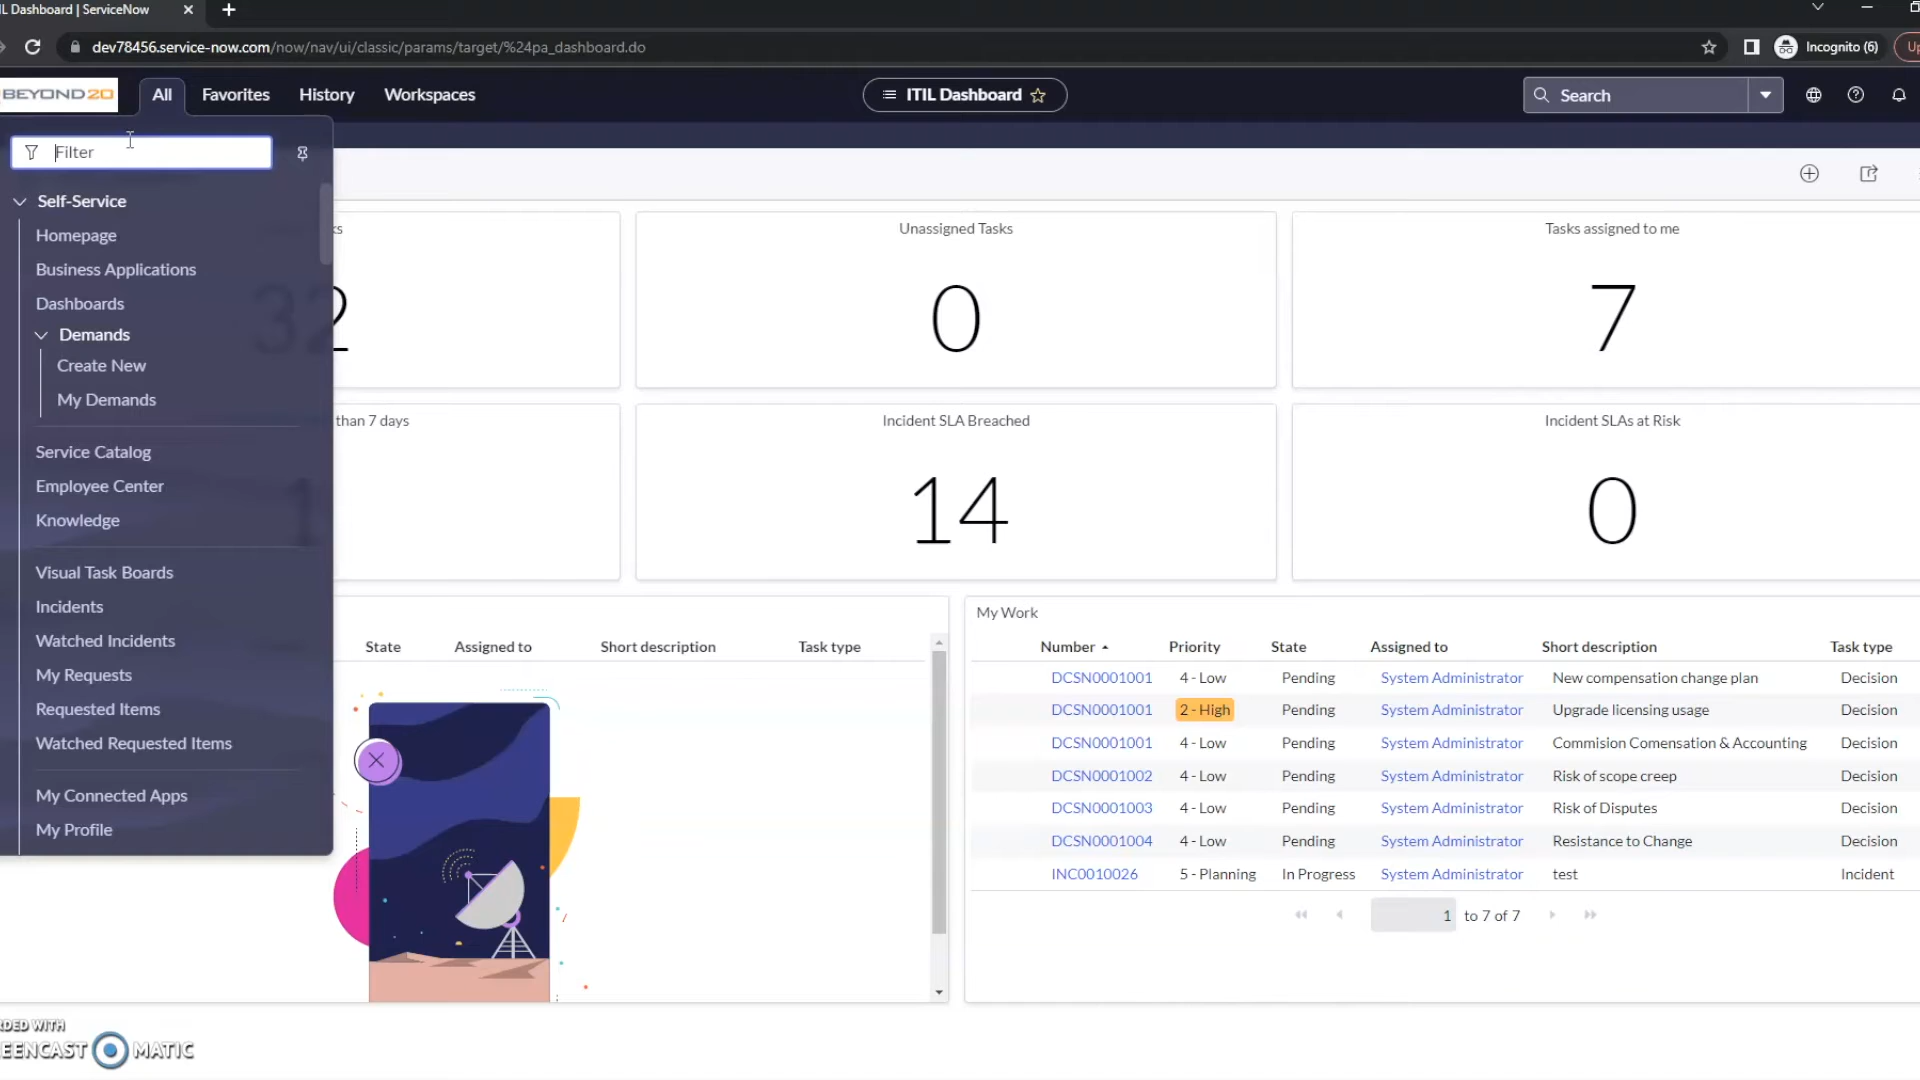 L Dashboard | ServiceNow
dev78456.service-now.com/now/nav/ui/classic/params/target/%24pa_dashboard.do
Incognito (6)
Up
BEYOND20
All
Favorites
History
Workspaces
ITIL Dashboard
Search
Filter
Self-Service
Homepage
Business Applications
Dashboards
Demands
Create New
My Demands
Service Catalog
Employee Center
Knowledge
Visual Task Boards
Incidents
Watched Incidents
My Requests
Requested Items
Watched Requested Items
My Connected Apps
My Profile
ks
32
Unassigned Tasks
0
Tasks assigned to me
7
than 7 days
1
Incident SLA Breached
14
Incident SLAs at Risk
0
State Assigned to Short description Task type
My Work
Number Priority State Assigned to Short description Task type
DCSN0001001 4 - Low Pending System Administrator New compensation change plan Decision
DCSN0001001 2 - High Pending System Administrator Upgrade licensing usage Decision
DCSN0001001 4 - Low Pending System Administrator Commision Comensation & Accounting Decision
DCSN0001002 4 - Low Pending System Administrator Risk of scope creep Decision
DCSN0001003 4 - Low Pending System Administrator Risk of Disputes Decision
DCSN0001004 4 - Low Pending System Administrator Resistance to Change Decision
INC0010026 5 - Planning In Progress System Administrator test Incident
1 to 7 of 7
RDED WITH
EENCAST MATIC